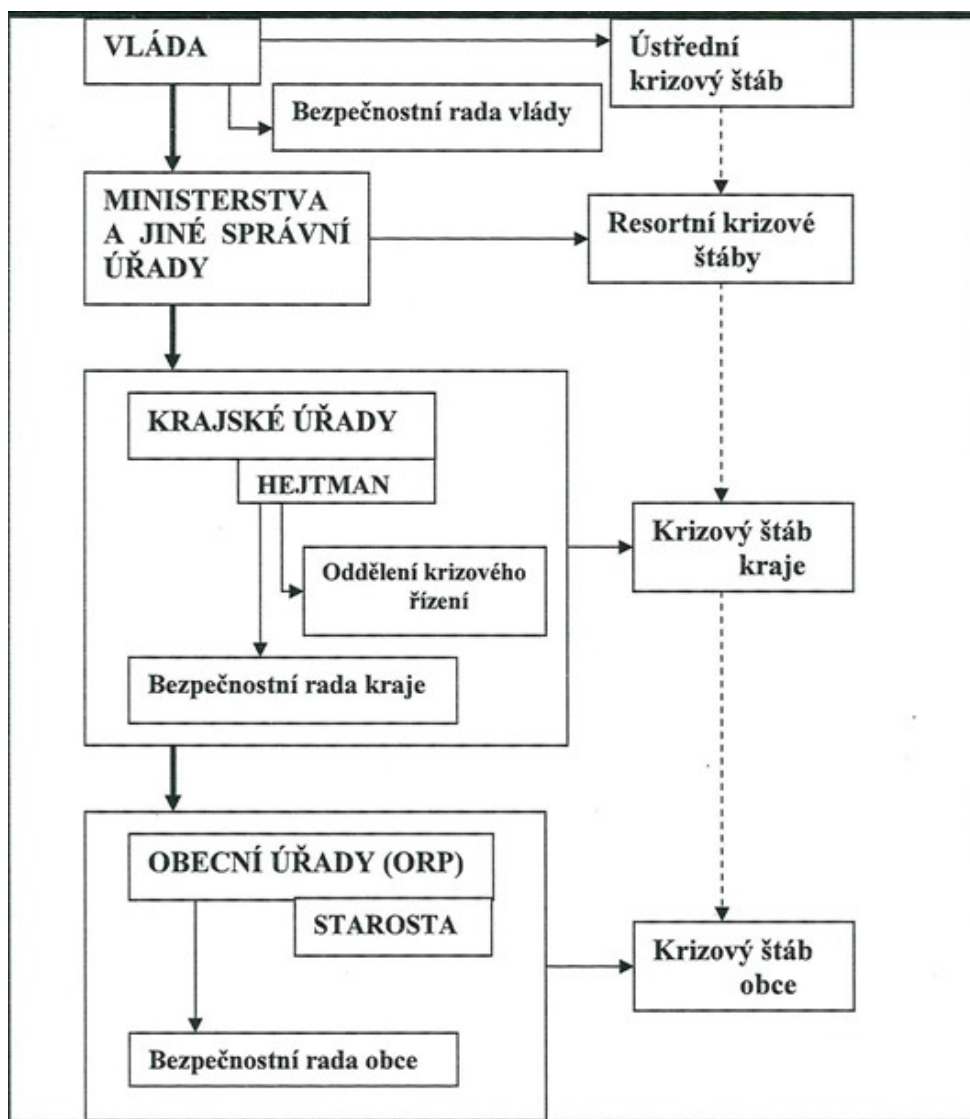 VLÁDA
Ústřední
krizový štáb
Bezpečnostní rada vlády
MINISTERSTVA
A JINÉ SPRÁVNÍ
ÚŘADY
Resortní krizové
štáby
KRAJSKÉ ÚŘADY
HEJTMAN
Oddělení krizového
řízení
Bezpečnostní rada kraje
Krizový štáb
kraje
OBECNÍ ÚŘADY (ORP)
STAROSTA
Bezpečnostní rada obce
Krizový štáb
obce